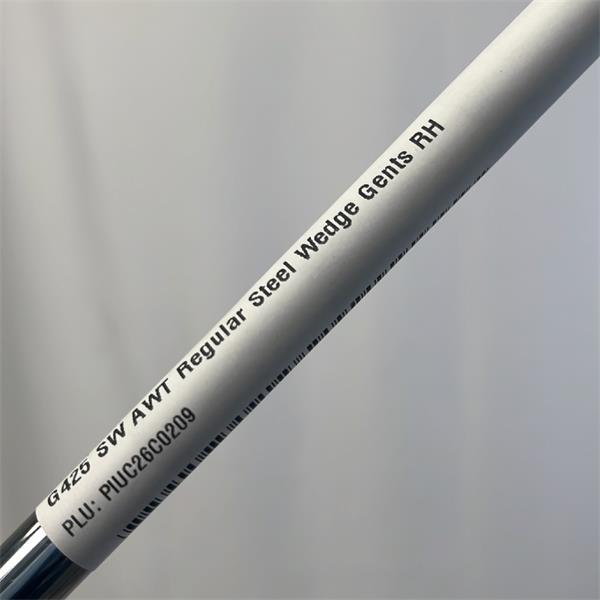 G425 SW AWT Regular Steel Wedge Gents RH
PLU: PIUC26C0209